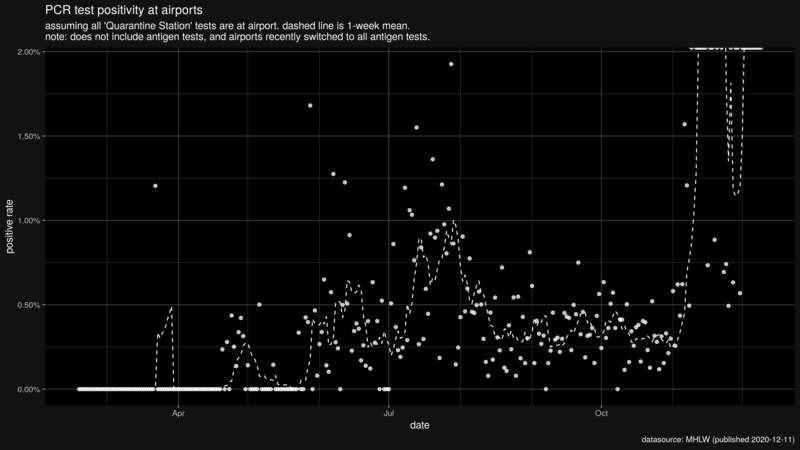 PCR test positivity at airports
assuming all 'Quarantine Station' tests are at airport. dashed line is 1-week mean.
note: does not include antigen tests, and airports recently switched to all antigen tests.
2.00%
1.50%
1.00%
0.50%
0.00%
positive rate
Apr
Jul
Oct
date
datasource: MHLW (published 2020-12-11)